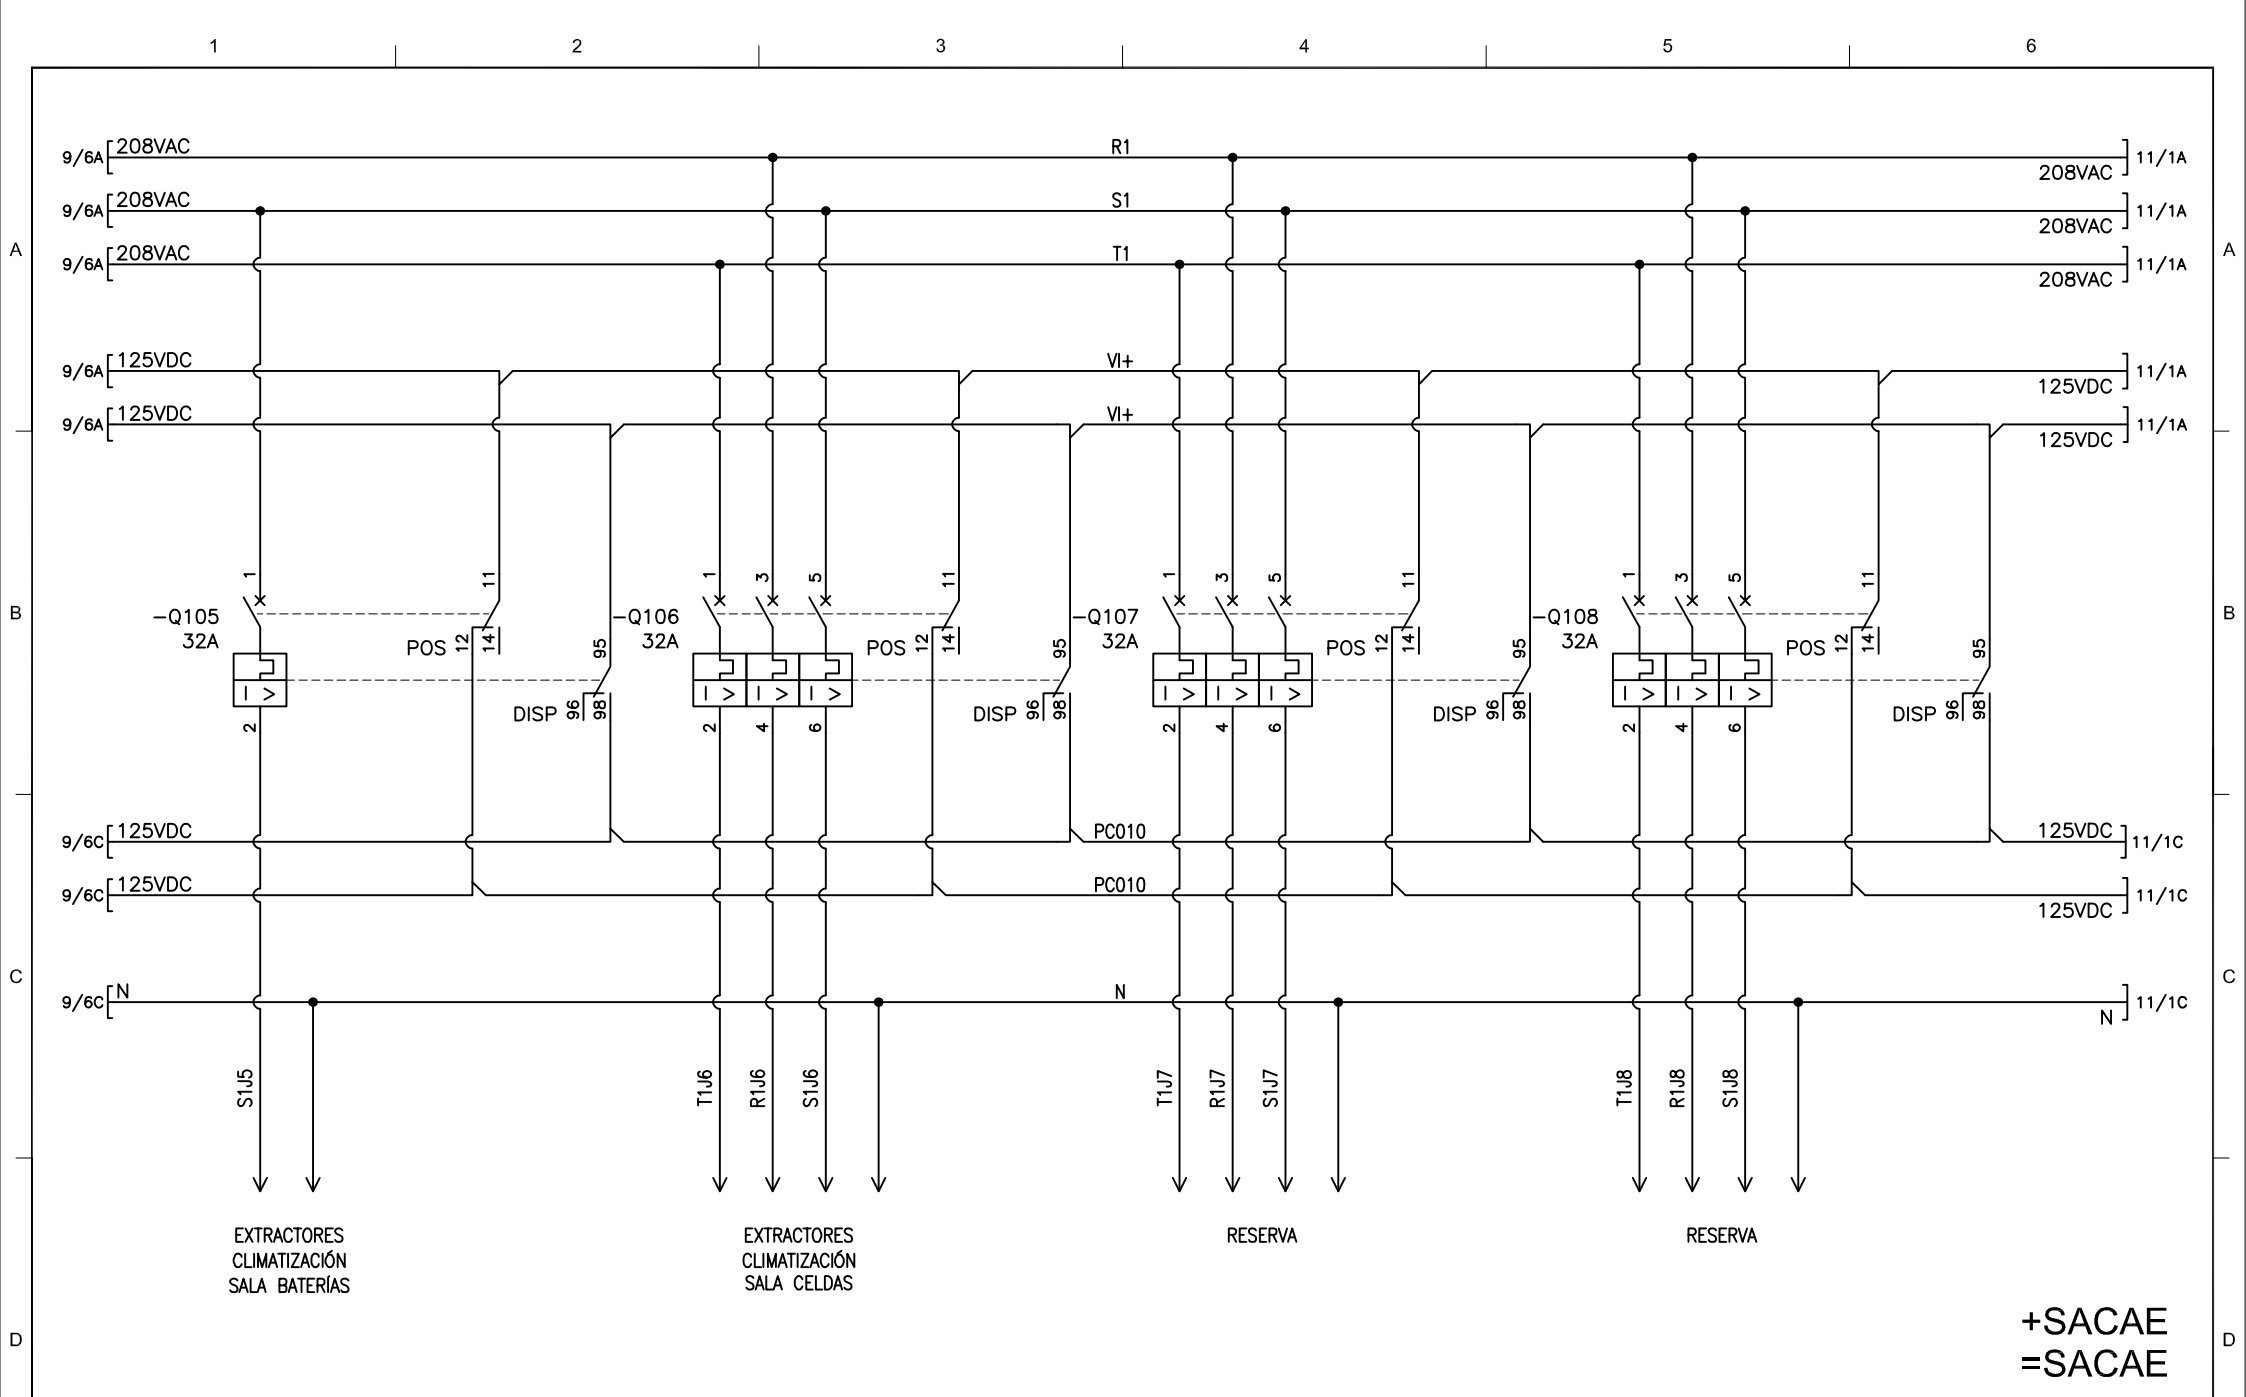 1 2 3 4 5 6
9/6A 208VAC R1 11/1A
208VAC
9/6A 208VAC S1 11/1A
208VAC
A 9/6A 208VAC T1 11/1A A
208VAC
9/6A 125VDC VI+ 11/1A
125VDC
9/6A 125VDC VI+ 11/1A
125VDC
1 11 1 3 5 11 1 3 5 11 1 3 5 11
B B
-Q105 -Q106 -Q107 -Q108
32A 32A 32A 32A
POS 12 14 95 POS 12 14 95 POS 12 14 95 POS 12 14 95
I > I > I > I > I > I > I > I > I > I >
DISP 96 98 DISP 96 98 DISP 96 98 DISP 96 98
2 2 4 6 2 4 6 2 4 6
9/6C 125VDC PC010 125VDC 11/1C
9/6C 125VDC PC010 11/1C
125VDC
C C
9/6C N N 11/1C
N
S1J5 T1J6 R1J6 S1J6 T1J7 R1J7 S1J7 T1J8 R1J8 S1J8
EXTRACTORES
CLIMATIZACIÓN
SALA BATERÍAS
EXTRACTORES
CLIMATIZACIÓN
SALA CELDAS
RESERVA
RESERVA
+SACAE
D D
=SACAE